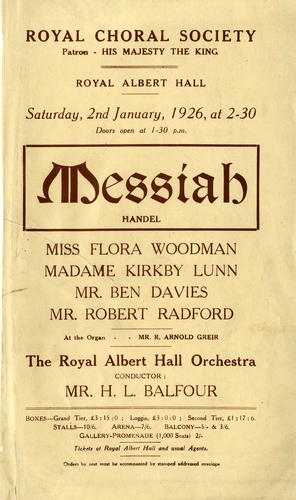 ROYAL CHORAL SOCIETY
Patron - HIS MAJESTY THE KING
ROYAL ALBERT HALL
Saturday, 2nd January, 1926, at 2-30
Doors open at 1-30 p.m.
Messiah
HANDEL
MISS FLORA WOODMAN
MADAME KIRKBY LUNN
MR. BEN DAVIES
MR. ROBERT RADFORD
At the Organ - - MR. R. ARNOLD GREIR
The Royal Albert Hall Orchestra
CONDUCTOR:
MR. H. L. BALFOUR
BOXES—Grand Tier, £3:15:0; Loggia, £3:0:0; Second Tier, £1:17:6.
STALLS—10/6. ARENA—7/6. BALCONY—5/- & 3/6.
GALLERY-PROMENADE (1,000 Seats) 2/-
Tickets at Royal Albert Hall and usual Agents.
Orders by post must be accompanied by stamped addressed envelope